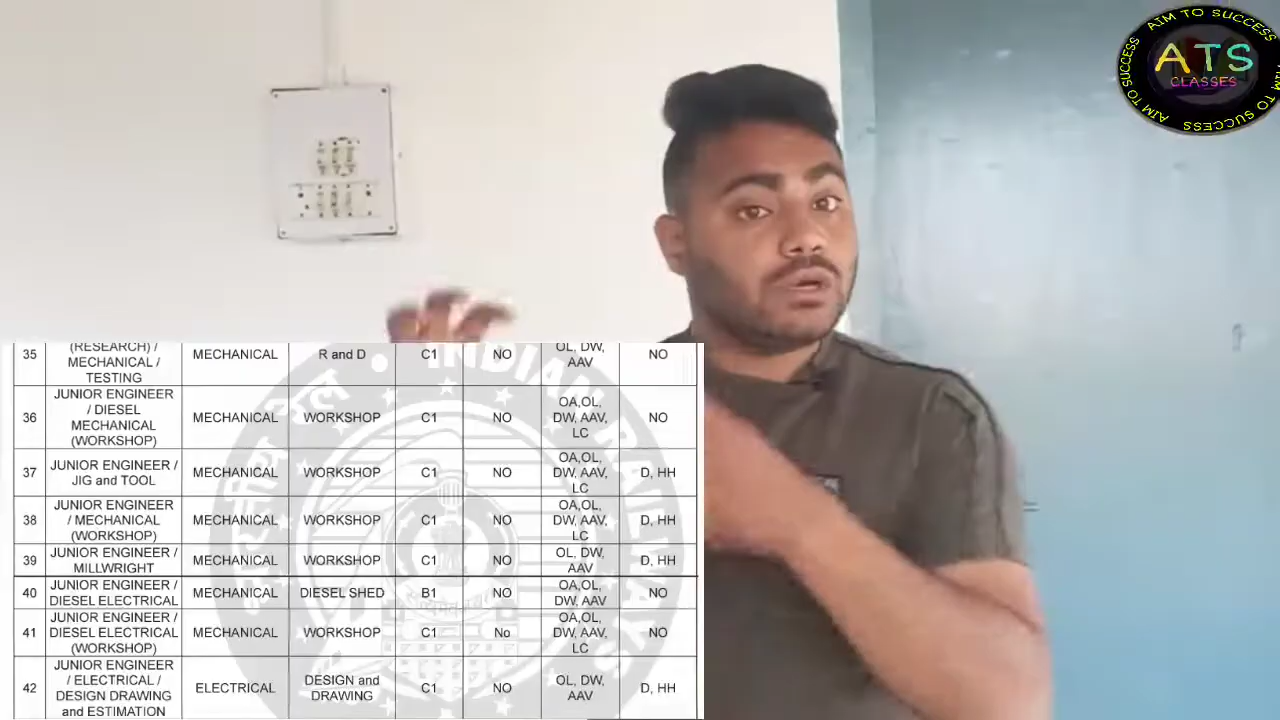 AIM TO SUCCESS
AIM TO SUCCESS
AIM TO SUCCESS
ATS
CLASSES
35
(RESEARCH) /
MECHANICAL /
TESTING
MECHANICAL
R and D
C1
NO
OL, DW,
AAV
NO
36
JUNIOR ENGINEER
/ DIESEL
MECHANICAL
(WORKSHOP)
MECHANICAL
WORKSHOP
C1
NO
OA,OL,
DW, AAV,
LC
NO
37
JUNIOR ENGINEER /
JIG and TOOL
MECHANICAL
WORKSHOP
C1
NO
OA,OL,
DW, AAV,
LC
D, HH
38
JUNIOR ENGINEER
/ MECHANICAL
(WORKSHOP)
MECHANICAL
WORKSHOP
C1
NO
OA,OL,
DW, AAV,
LC
D, HH
39
JUNIOR ENGINEER /
MILLWRIGHT
MECHANICAL
WORKSHOP
C1
NO
OL, DW,
AAV
D, HH
40
JUNIOR ENGINEER /
DIESEL ELECTRICAL
MECHANICAL
DIESEL SHED
B1
NO
OA,OL,
DW, AAV
NO
41
JUNIOR ENGINEER /
DIESEL ELECTRICAL
(WORKSHOP)
MECHANICAL
WORKSHOP
C1
No
OA,OL,
DW, AAV,
LC
NO
42
JUNIOR ENGINEER
/ ELECTRICAL /
DESIGN DRAWING
and ESTIMATION
ELECTRICAL
DESIGN and
DRAWING
C1
NO
OL, DW,
AAV
D, HH
भारतीय रेल
INDIAN RAILWAYS